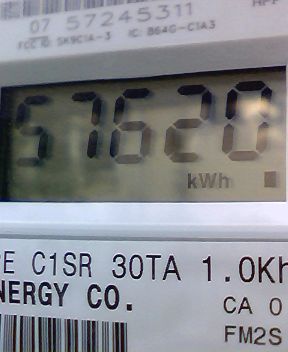 07 57245311
FCC ID: SK9C1A-3 IC: 864G-C1A3
57620
kWh
PE C1SR 30TA 1.0Kh
NERGY CO.
CA 0
FM2S